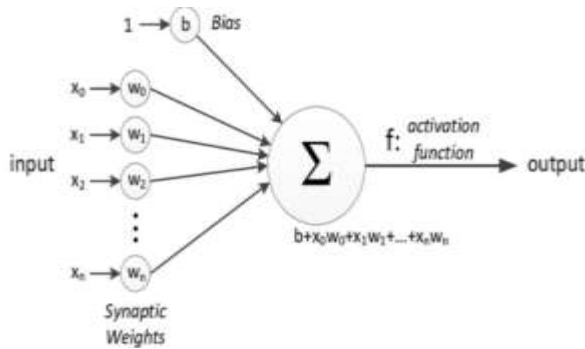 1 b Bias
x₀ w₀
x₁ w₁
input
x₂ w₂
xₙ wₙ
Synaptic
Weights
Σ
b+x₀w₀+x₁w₁+....+xₙwₙ
f: activation
function
output